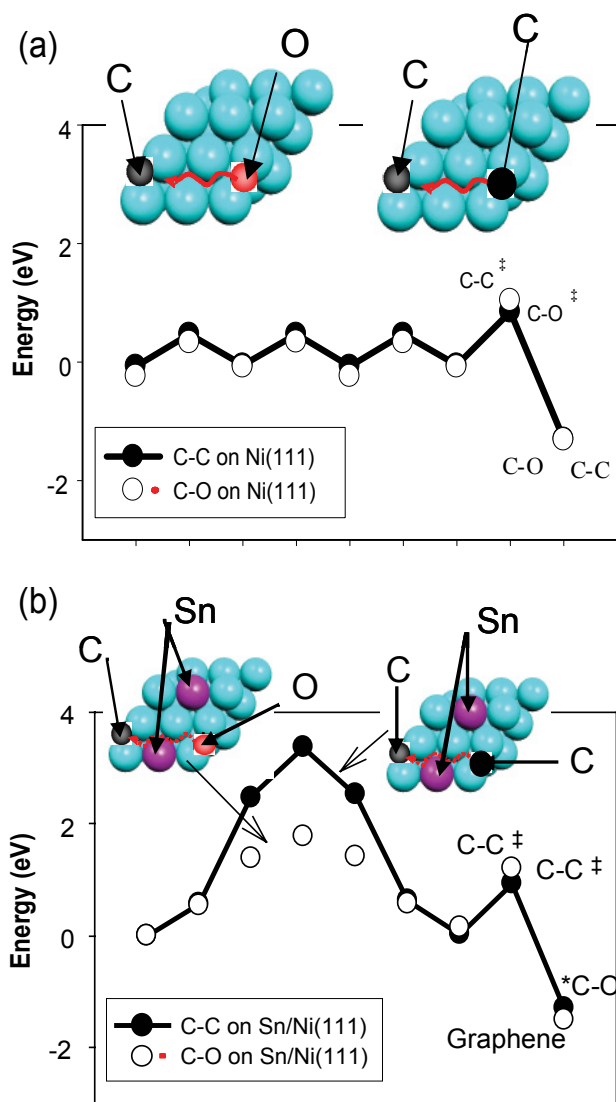 (a)
O
C
C
C
4
2
0
-2
Energy (eV)
C-C ‡
C-O ‡
C-O C-C
C-C on Ni(111)
C-O on Ni(111)
(b)
Sn
Sn
C
O
C
C
4
2
0
-2
Energy (eV)
C-C ‡
C-C ‡
*C-O
Graphene
C-C on Sn/Ni(111)
C-O on Sn/Ni(111)